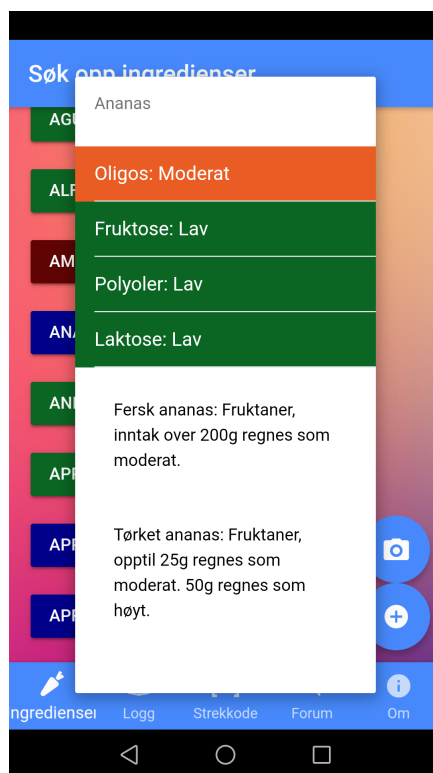 Søk opp ingredienser
Ananas
Oligos: Moderat
Fruktose: Lav
Polyoler: Lav
Laktose: Lav
Fersk ananas: Fruktaner,
inntak over 200g regnes som
moderat.
Tørket ananas: Fruktaner,
opptil 25g regnes som
moderat. 50g regnes som
høyt.
ngredienser Logg Strekkode Forum Om